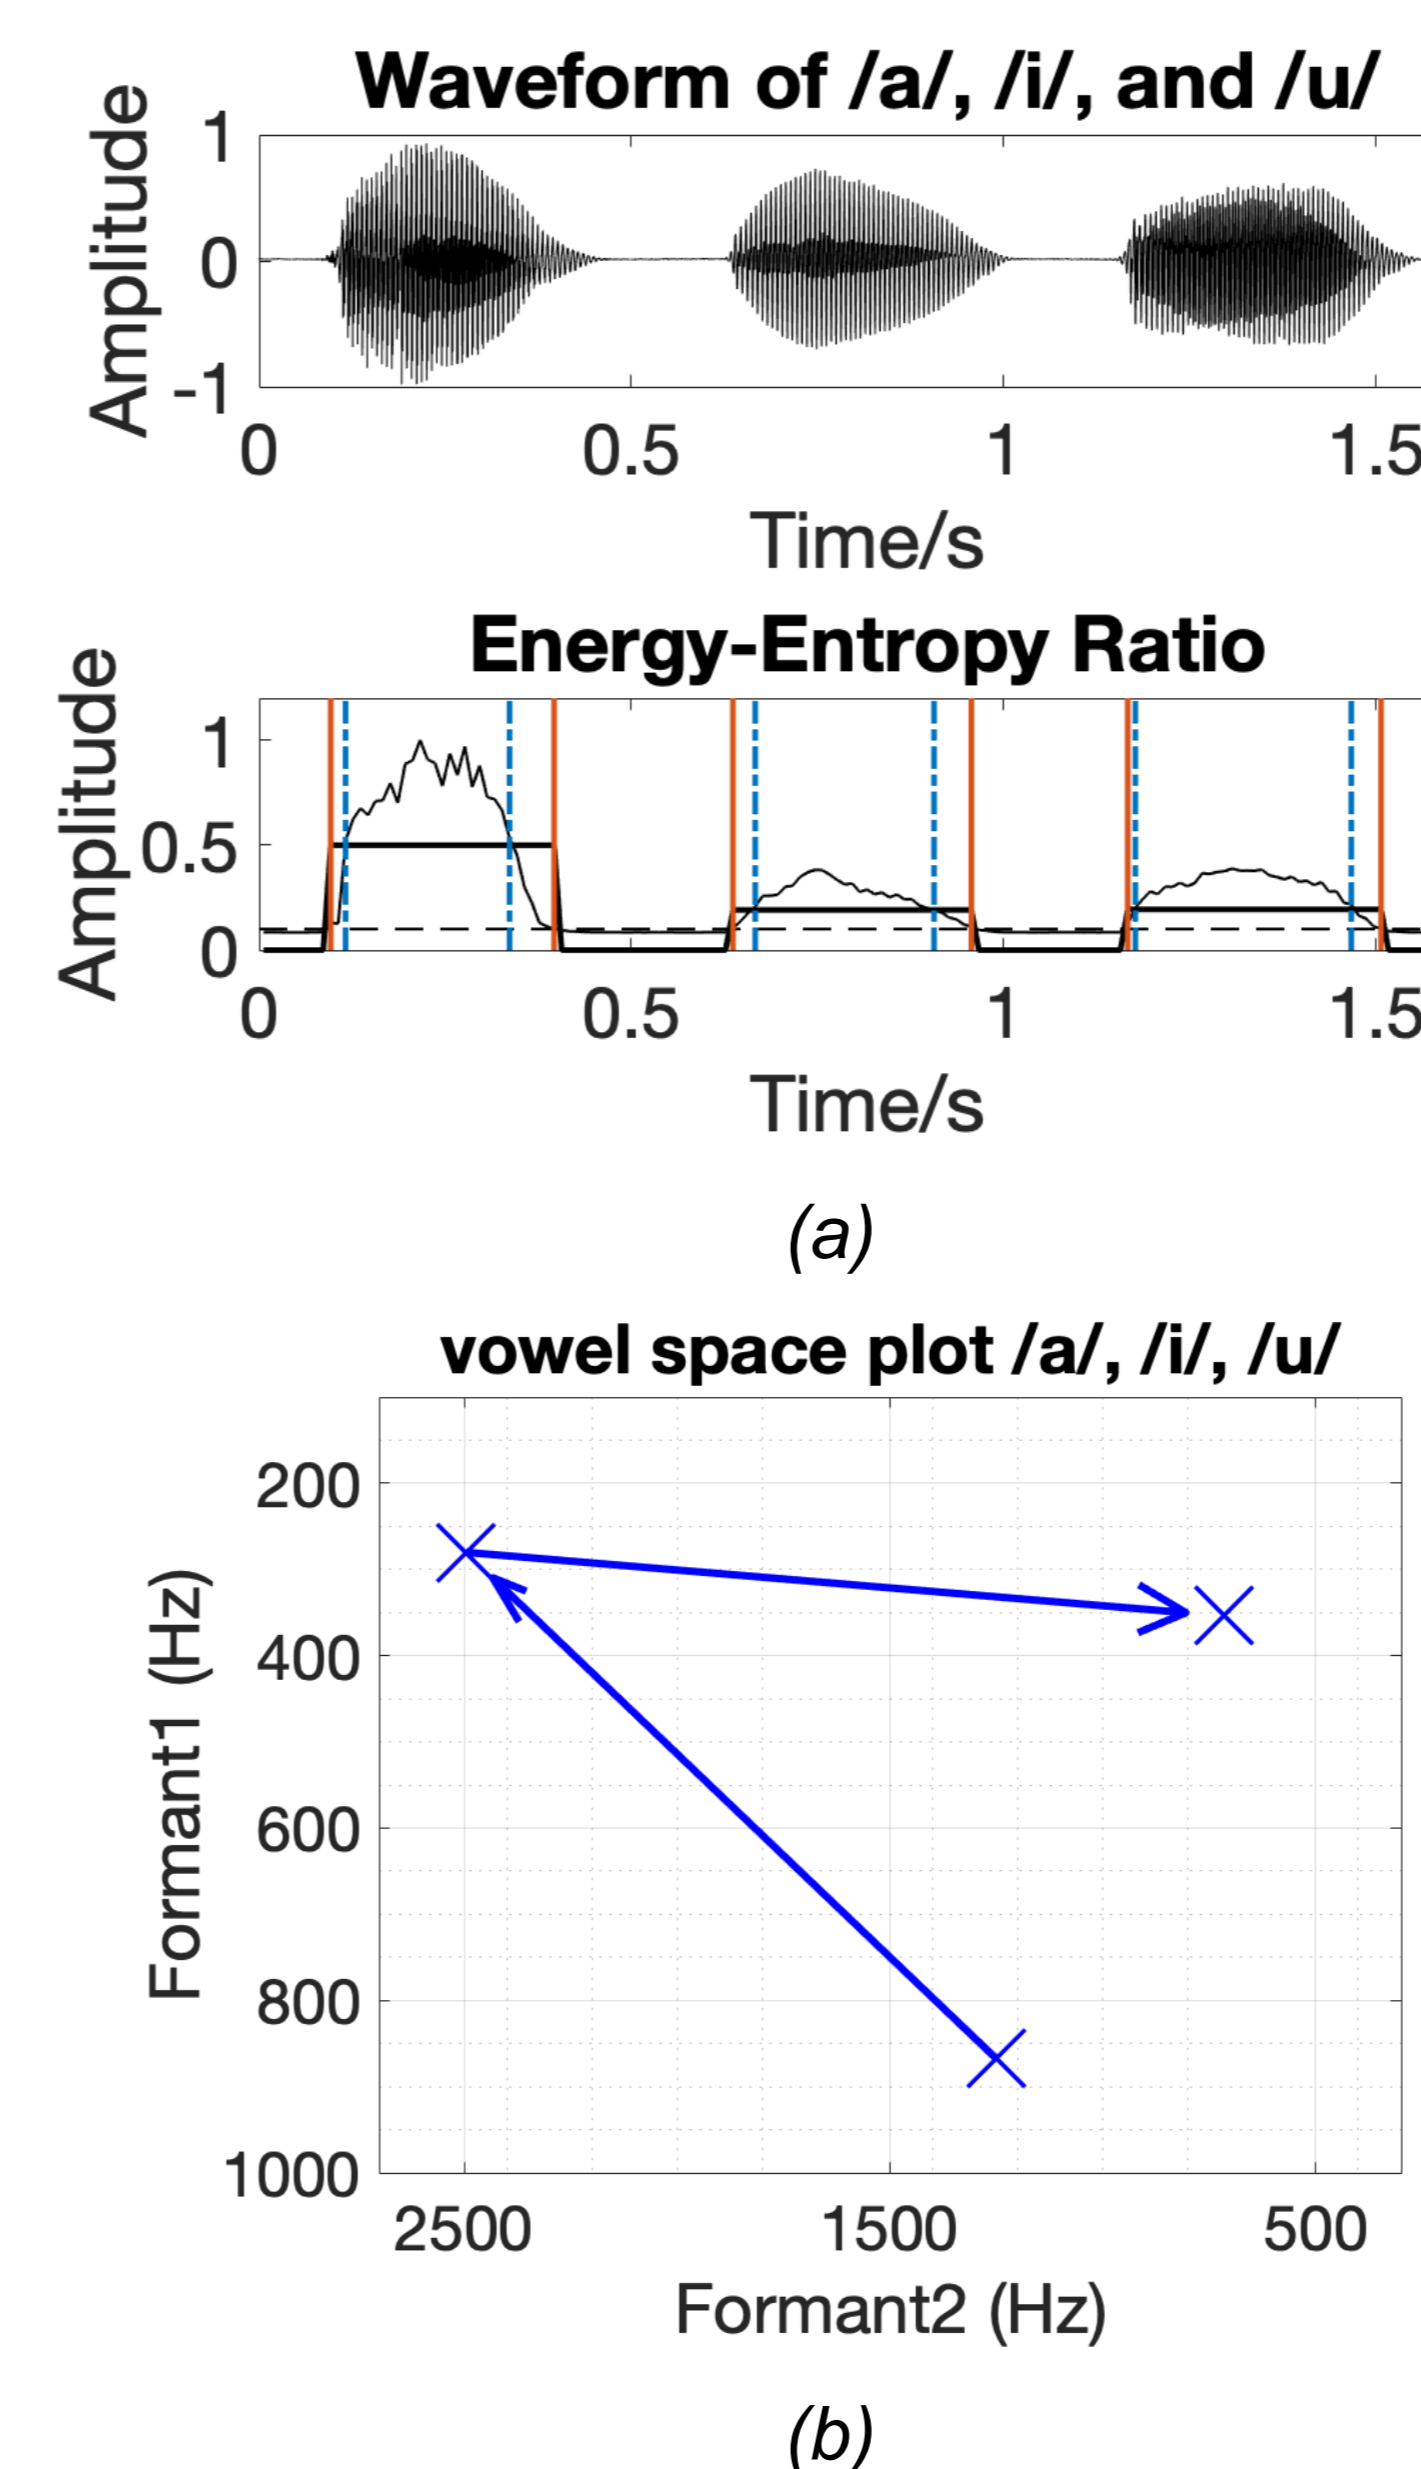 Waveform of /a/, /i/, and /u/
Amplitude
1
0
-1
0 0.5 1 1.5
Time/s
Energy-Entropy Ratio
Amplitude
1
0.5
0
0 0.5 1 1.5
Time/s
(a)
vowel space plot /a/, /i/, /u/
Formant1 (Hz)
200
400
600
800
1000
2500 1500 500
Formant2 (Hz)
(b)